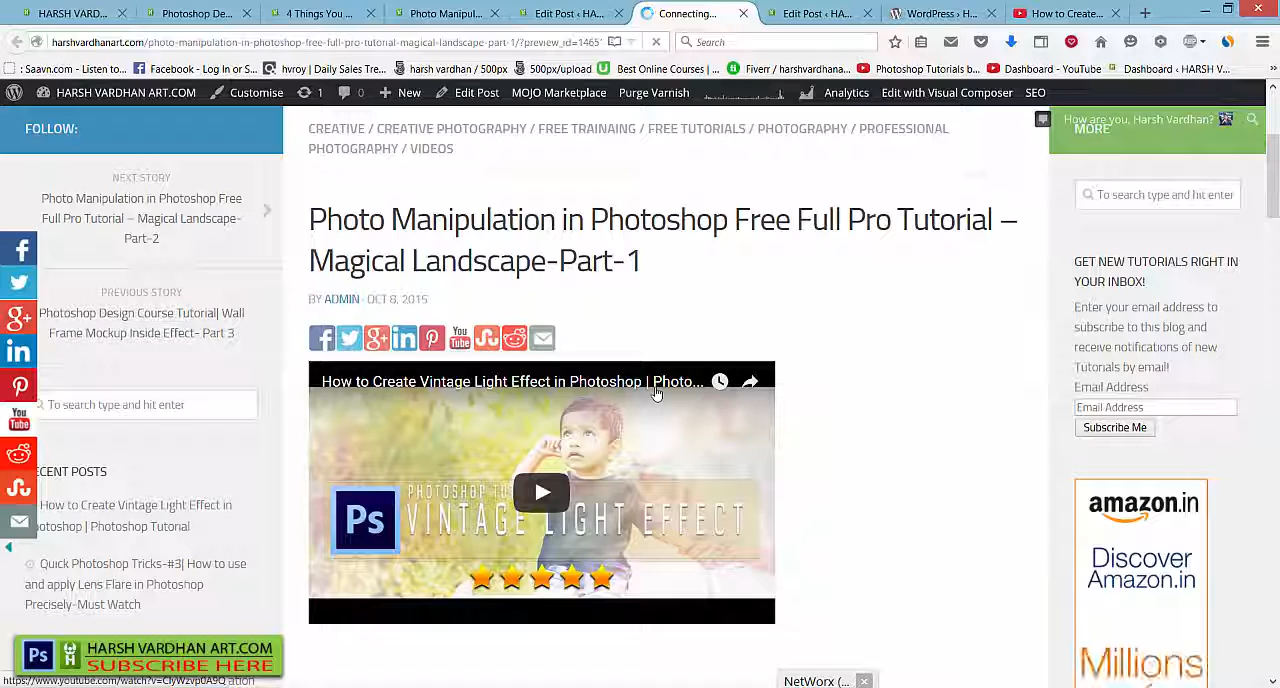 HARSH VARDH...
Photoshop De...
4 Things You ...
Photo Manipul...
Edit Post ‹ HA...
Connecting...
Edit Post ‹ HA...
WordPress › H...
How to Create...
harshvardhanart.com/photo-manipulation-in-photoshop-free-full-pro-tutorial-magical-landscape-part-1/?preview_id=1465
Search
Saavn.com - Listen to...
Facebook - Log In or S...
hvroy | Daily Sales Tre...
harsh vardhan / 500px
500px/upload
Best Online Courses | ...
Fiverr / harshvardhana...
Photoshop Tutorials b...
Dashboard - YouTube
Dashboard ‹ HARSH V...
HARSH VARDHAN ART.COM
Customise
1
0
New
Edit Post
MOJO Marketplace
Purge Varnish
Analytics
Edit with Visual Composer
SEO
How are you, Harsh Vardhan?
FOLLOW:
MORE
CREATIVE / CREATIVE PHOTOGRAPHY / FREE TRAINAING / FREE TUTORIALS / PHOTOGRAPHY / PROFESSIONAL
PHOTOGRAPHY / VIDEOS
NEXT STORY
Photo Manipulation in Photoshop Free
Full Pro Tutorial – Magical Landscape-
Part-2
PREVIOUS STORY
Photoshop Design Course Tutorial| Wall
Frame Mockup Inside Effect- Part 3
To search type and hit enter
RECENT POSTS
How to Create Vintage Light Effect in
Photoshop | Photoshop Tutorial
Quick Photoshop Tricks-#3| How to use
and apply Lens Flare in Photoshop
Precisely-Must Watch
Ps
HARSH VARDHAN ART.COM
SUBSCRIBE HERE
Photo Manipulation in Photoshop Free Full Pro Tutorial –
Magical Landscape-Part-1
BY ADMIN · OCT 8, 2015
You
Tube
How to Create Vintage Light Effect in Photoshop | Photo...
Ps
PHOTOSHOP TU
VINTAGE LIGHT EFFECT
You
Tube
To search type and hit enter
GET NEW TUTORIALS RIGHT IN
YOUR INBOX!
Enter your email address to
subscribe to this blog and
receive notifications of new
Tutorials by email!
Email Address
Email Address
Subscribe Me
amazon.in
Discover
Amazon.in
Millions
NetWorx (...